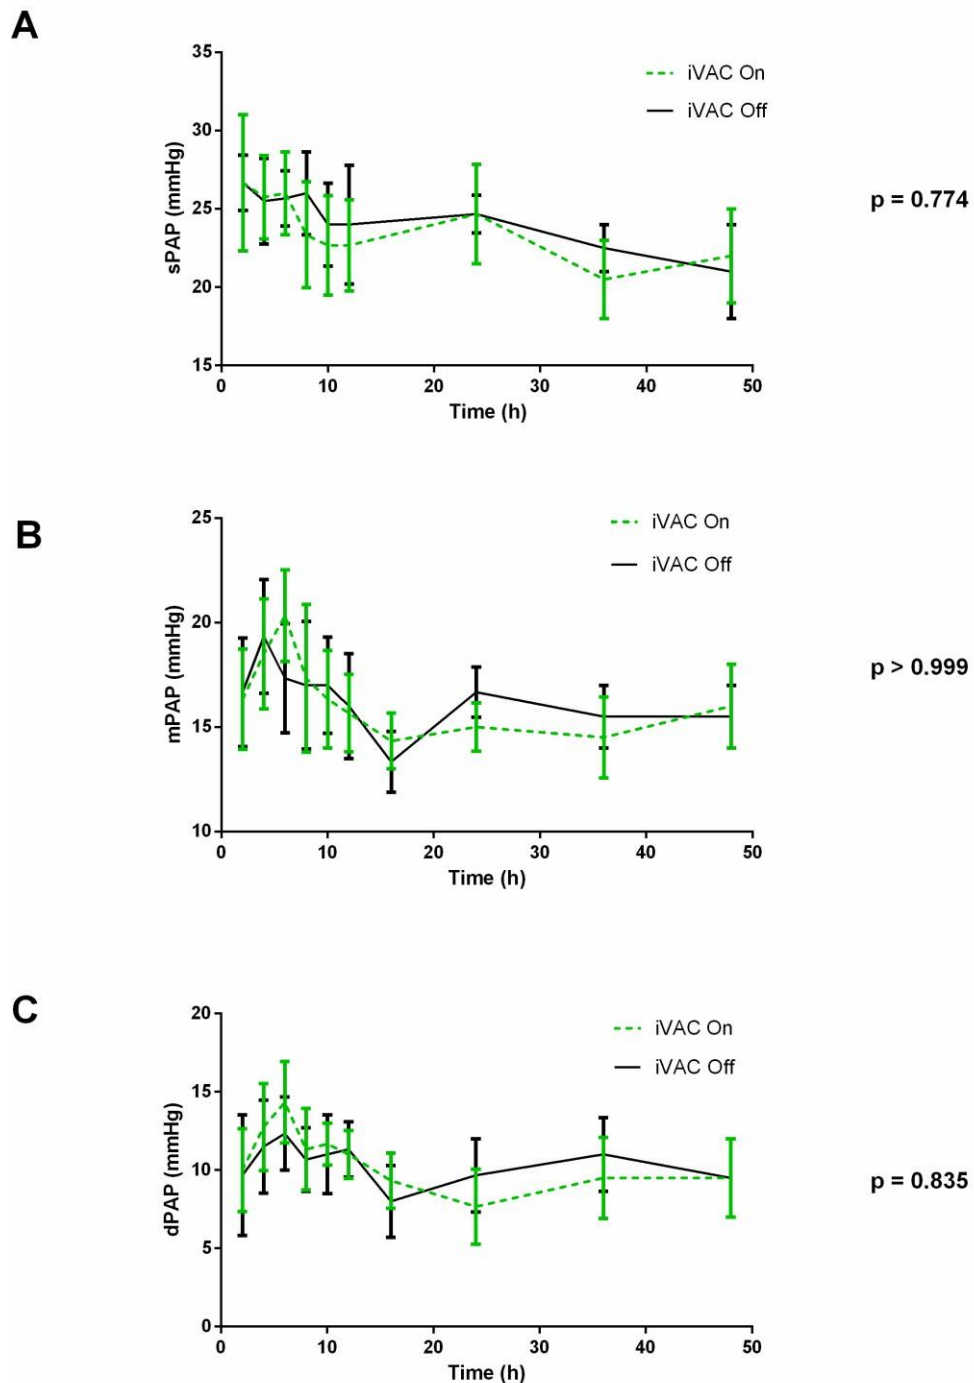 A
35
30
25
20
15
sPAP (mmHg)
iVAC On
iVAC Off
0 10 20 30 40 50
Time (h)
p = 0.774
B
25
20
15
10
mPAP (mmHg)
iVAC On
iVAC Off
0 10 20 30 40 50
Time (h)
p > 0.999
C
20
15
10
5
0
dPAP (mmHg)
iVAC On
iVAC Off
0 10 20 30 40 50
Time (h)
p = 0.835